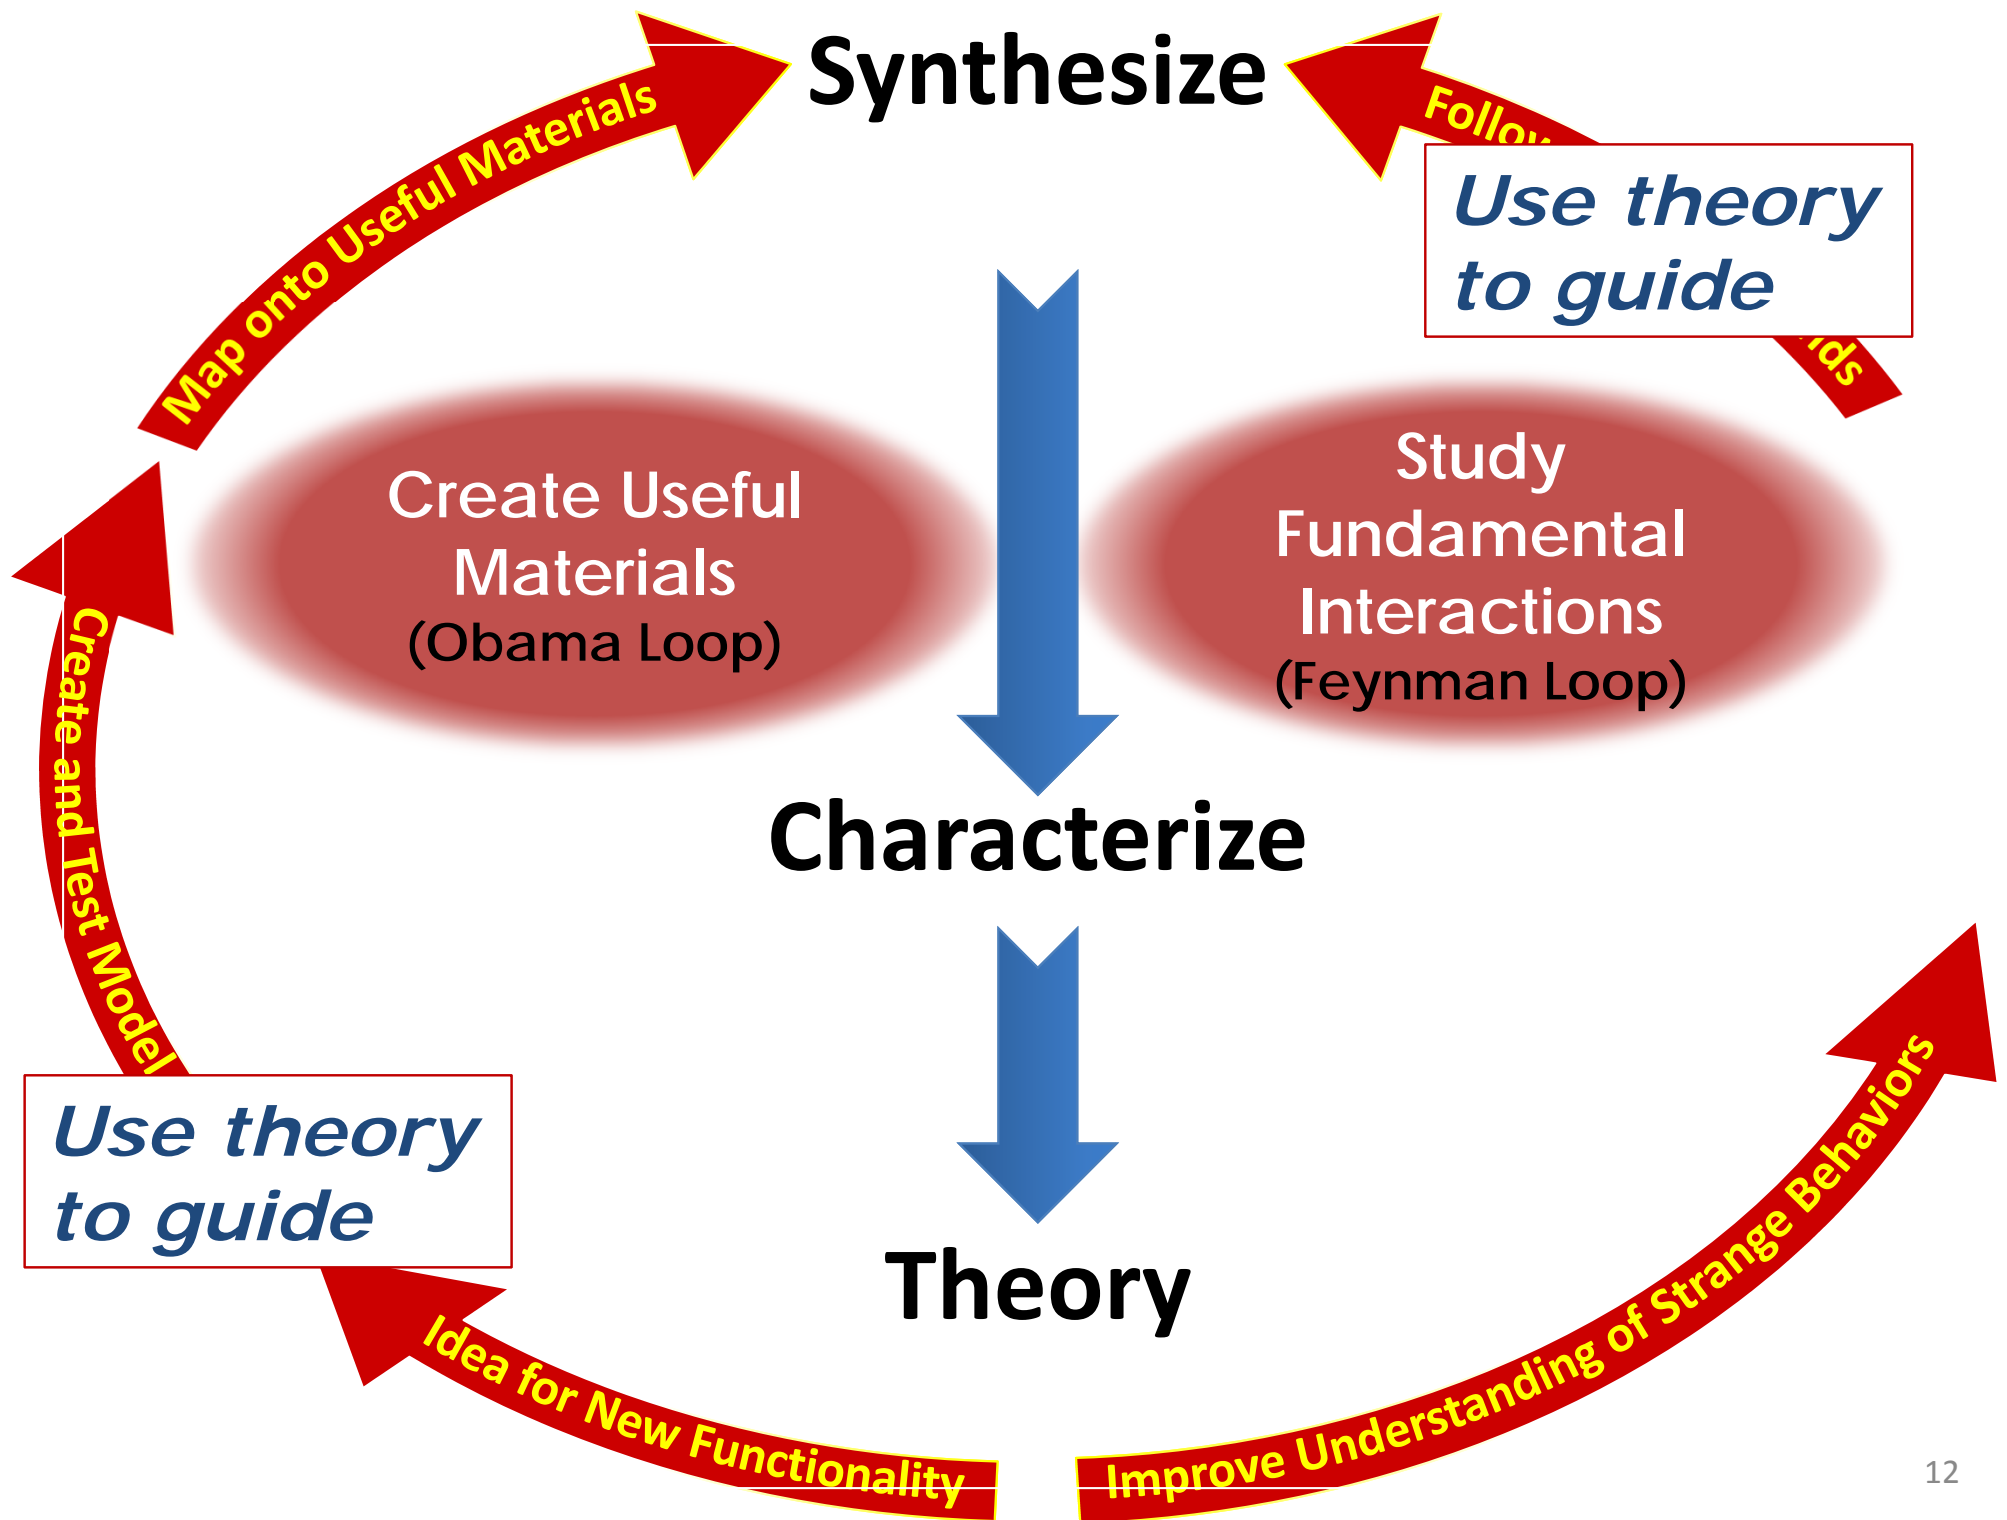 Synthesize
Map onto Useful Materials
Use theory
to guide
Create Useful
Materials
(Obama Loop)
Study
Fundamental
Interactions
(Feynman Loop)
Create and Test Model
Characterize
Use theory
to guide
Theory
Idea for New Functionality
Improve Understanding of Strange Behaviors
12